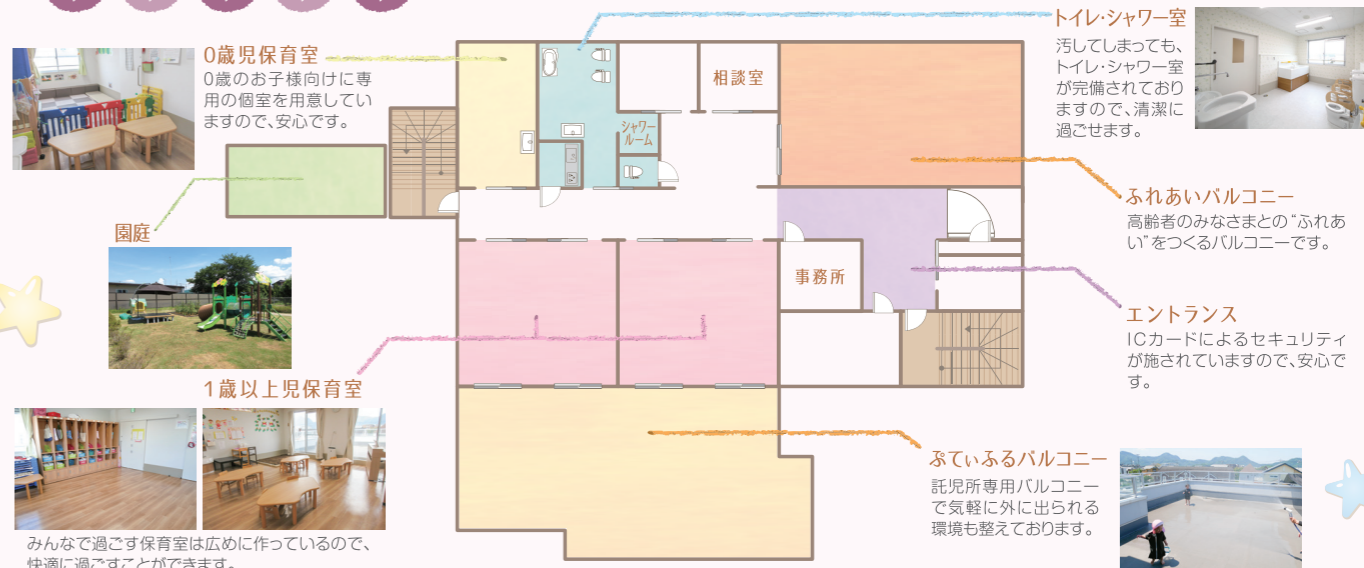 0歳児保育室
0歳のお子様向けに専
用の個室を用意してい
ますので、安心です。
園庭
1歳以上児保育室
みんなで過ごす保育室は広めに作っているので、
快適に過ごすことができます。
相談室
シャワー
ルーム
事務所
トイレ・シャワー室
汚してしまっても、
トイレ・シャワー室
が完備されており
ますので、清潔に
過ごせます。
ふれあいバルコニー
高齢者のみなさまとの“ふれあ
い”をつくるバルコニーです。
エントランス
ICカードによるセキュリティ
が施されていますので、安心で
す。
ぷてぃふるバルコニー
託児所専用バルコニー
で気軽に外に出られる
環境も整えております。